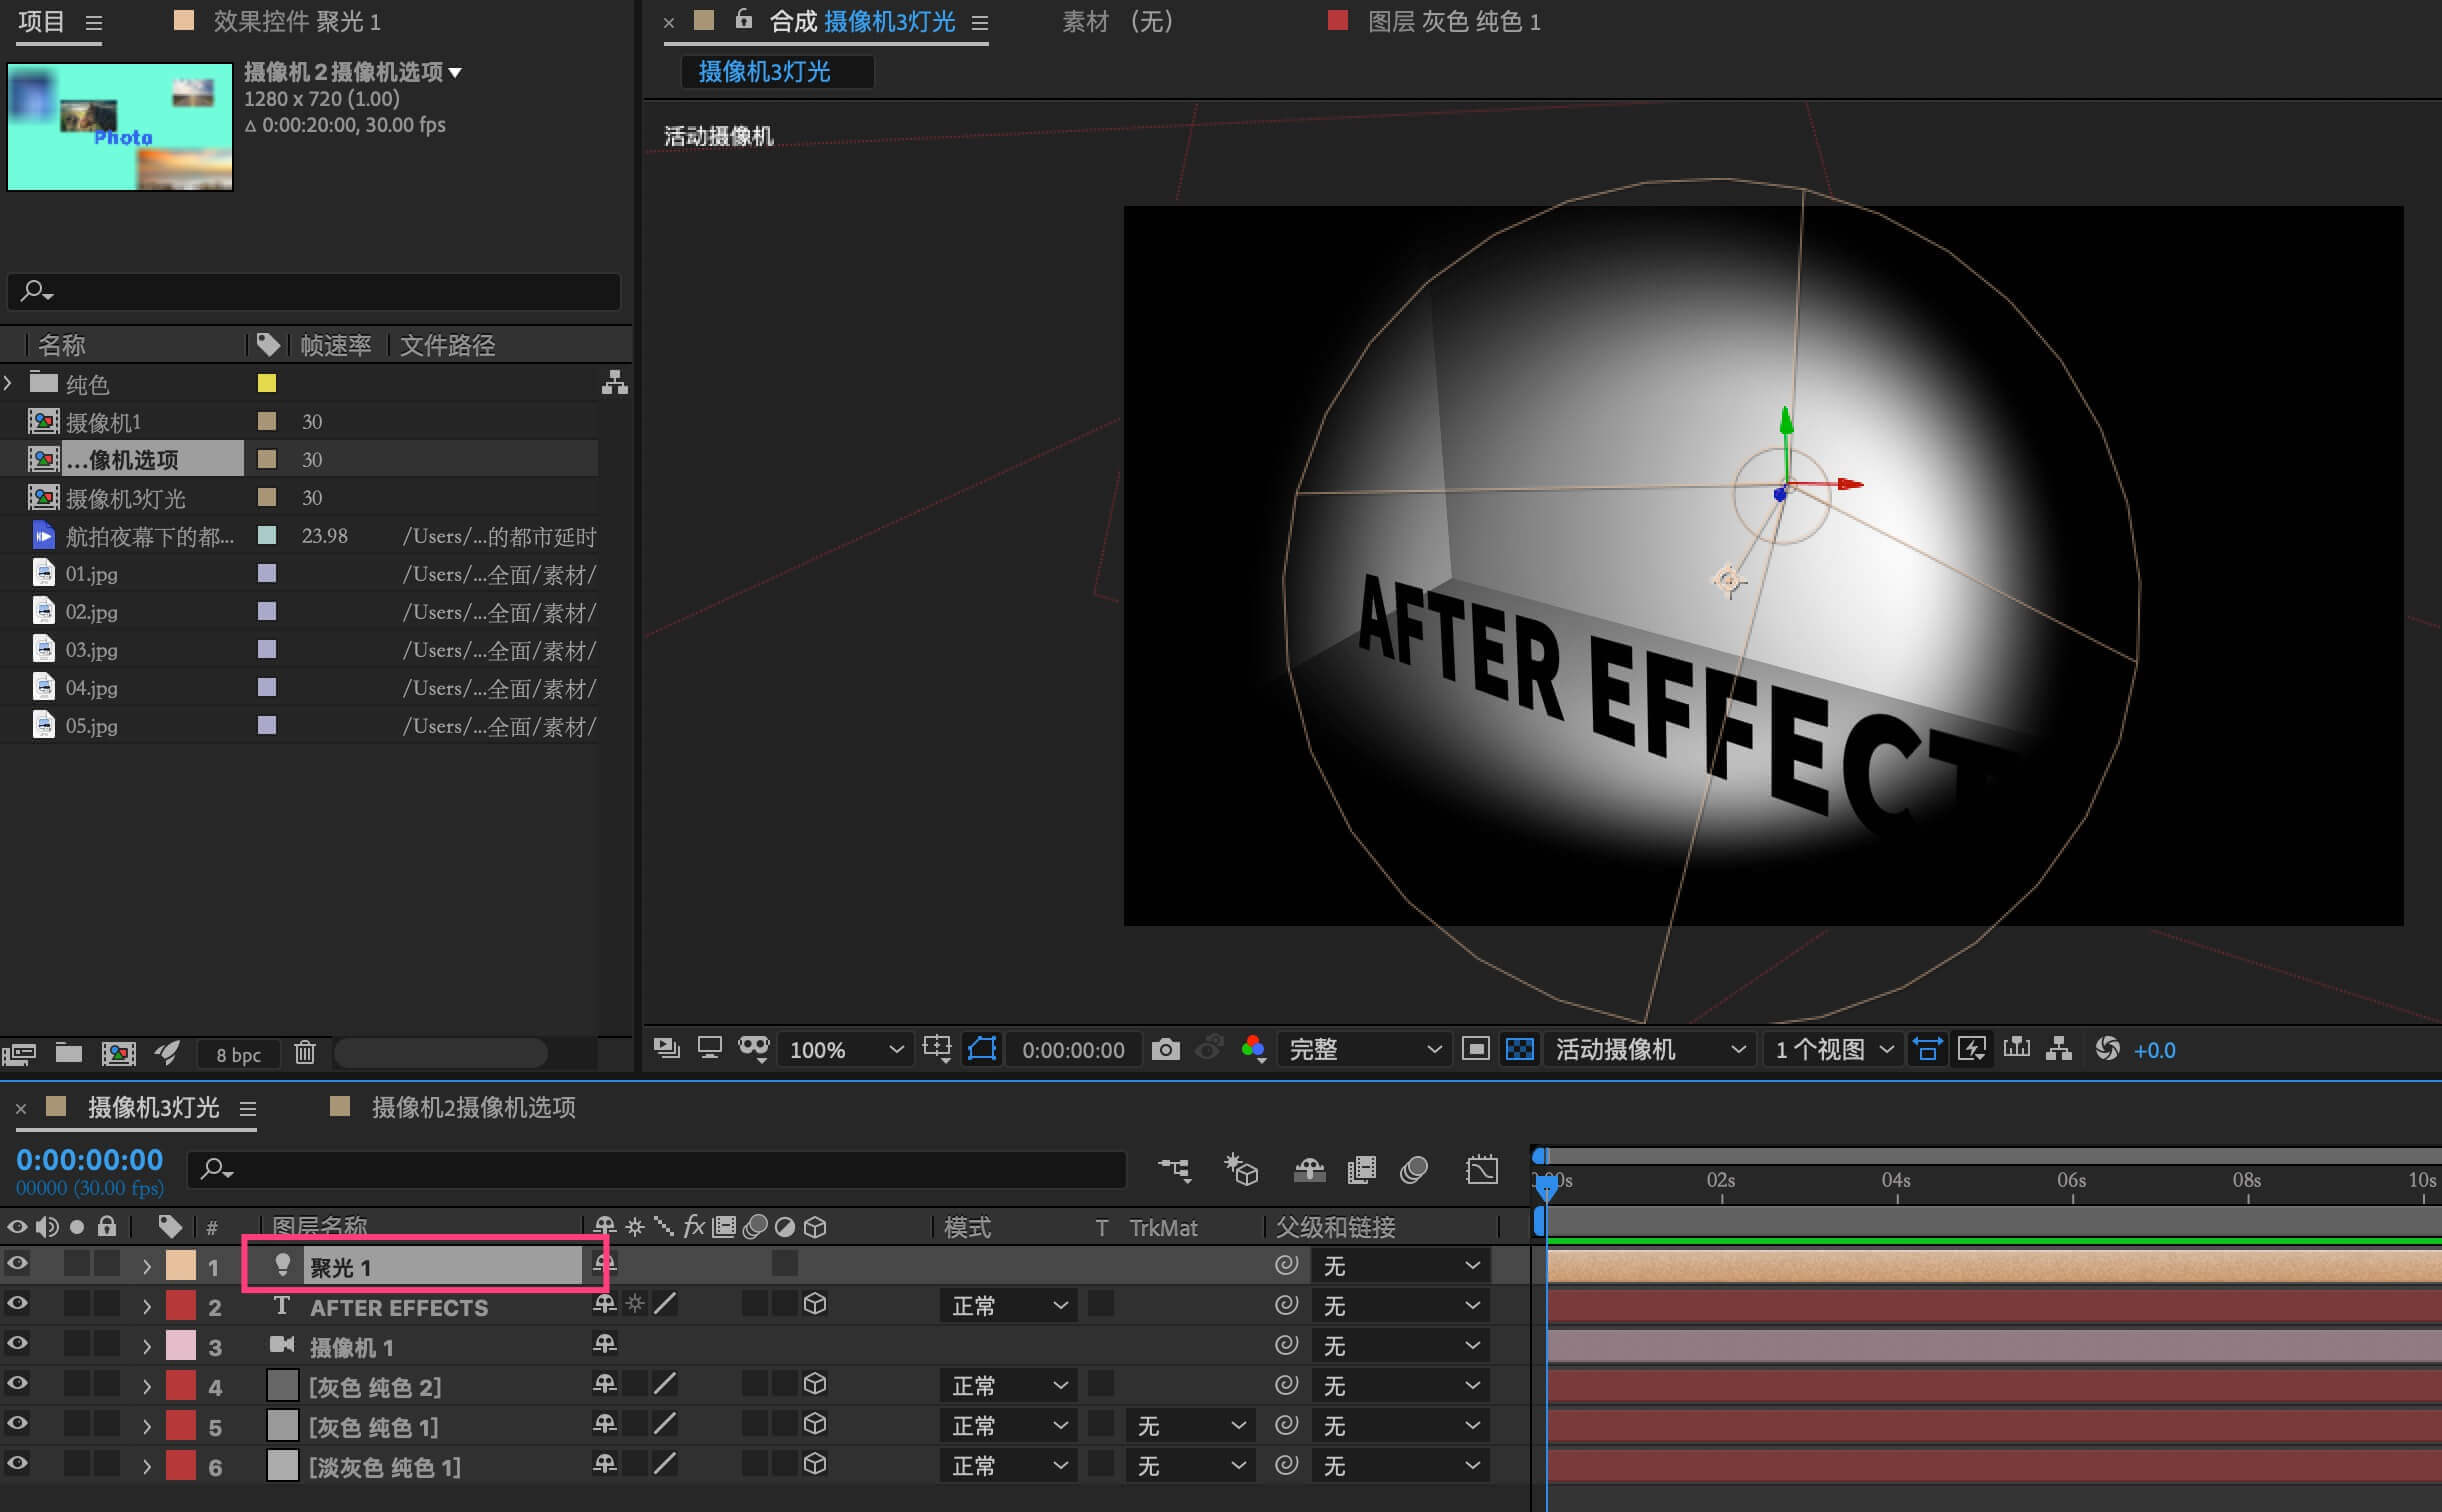 项目
效果控件 聚光 1
合成 摄像机3灯光
素材 (无)
图层 灰色 纯色 1
摄像机 2 摄像机选项
1280 x 720 (1.00)
Δ 0:00:20:00, 30.00 fps
Photo
摄像机3灯光
活动摄像机
名称
帧速率
文件路径
纯色
摄像机1
30
...像机选项
30
摄像机3灯光
30
航拍夜幕下的都...
23.98
/Users/...的都市延时
01.jpg
/Users/...全面/素材/
02.jpg
/Users/...全面/素材/
03.jpg
/Users/...全面/素材/
04.jpg
/Users/...全面/素材/
05.jpg
/Users/...全面/素材/
AFTER EFFECT
8 bpc
100%
0:00:00:00
完整
活动摄像机
1 个视图
+0.0
摄像机3灯光
摄像机2摄像机选项
0:00:00:00
00000 (30.00 fps)
02s
04s
06s
08s
10s
#
图层名称
fx
模式
T
TrkMat
父级和链接
1
聚光 1
无
2
T
AFTER EFFECTS
正常
无
3
摄像机 1
无
4
[灰色 纯色 2]
正常
无
5
[灰色 纯色 1]
正常
无
无
6
[淡灰色 纯色 1]
正常
无
无